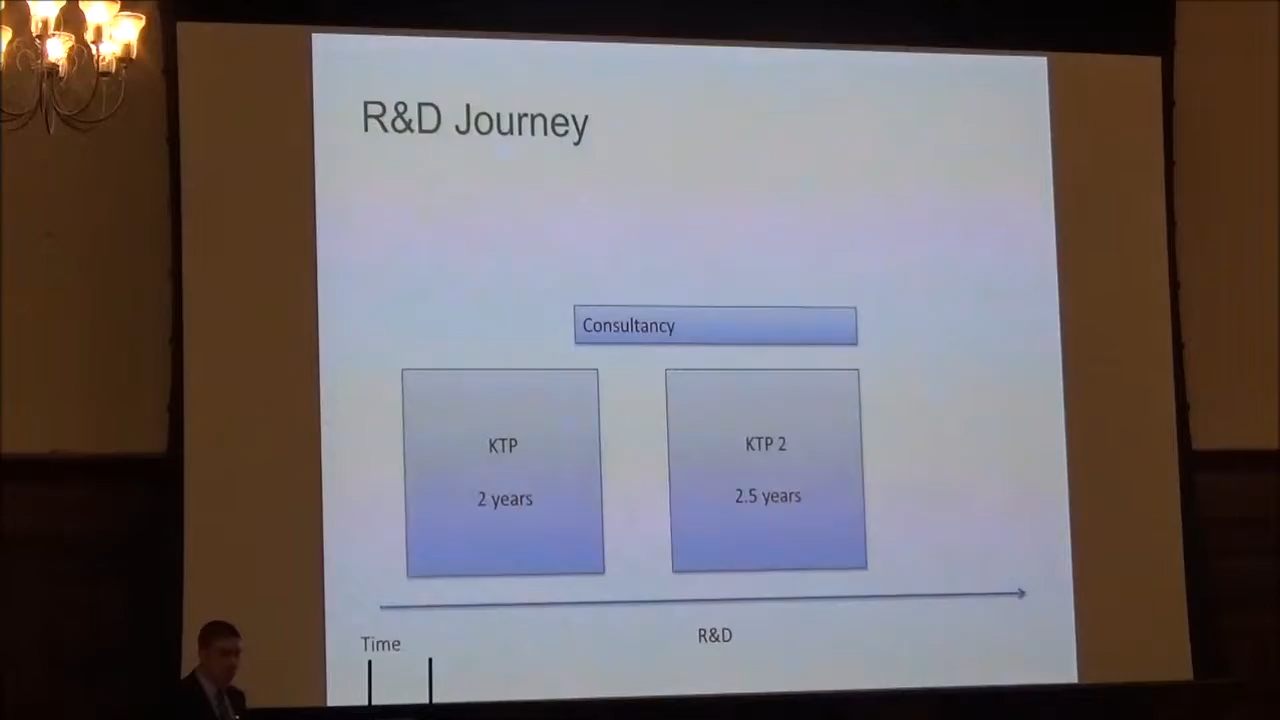 R&D Journey
Consultancy
KTP
2 years
KTP 2
2.5 years
Time
R&D